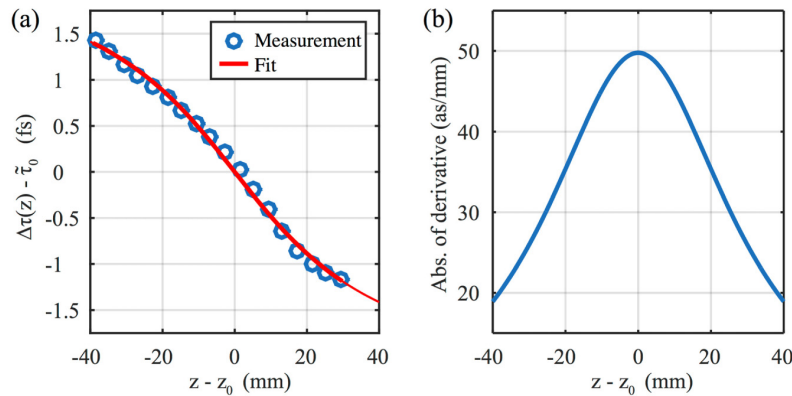 (a)
Δτ(z) - τ̃₀ (fs)
1.5
1
0.5
0
-0.5
-1
-1.5
Measurement
Fit
-40
-20
0
20
40
z - z₀ (mm)
(b)
Abs. of derivative (as/mm)
50
40
30
20
-40
-20
0
20
40
z - z₀ (mm)